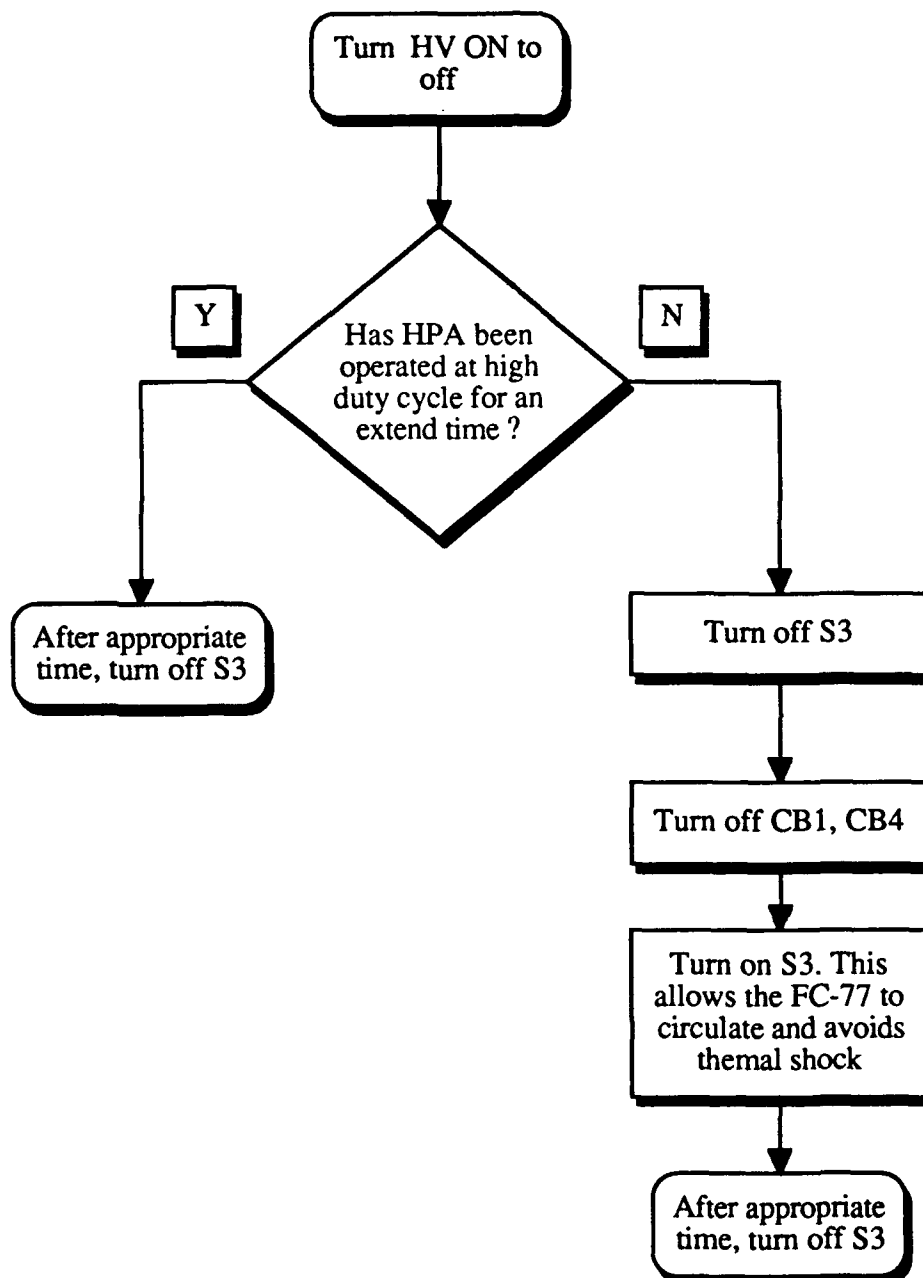 Turn HV ON to
off
Y
N
Has HPA been
operated at high
duty cycle for an
extend time ?
After appropriate
time, turn off S3
Turn off S3
Turn off CB1, CB4
Turn on S3. This
allows the FC-77 to
circulate and avoids
themal shock
After appropriate
time, turn off S3